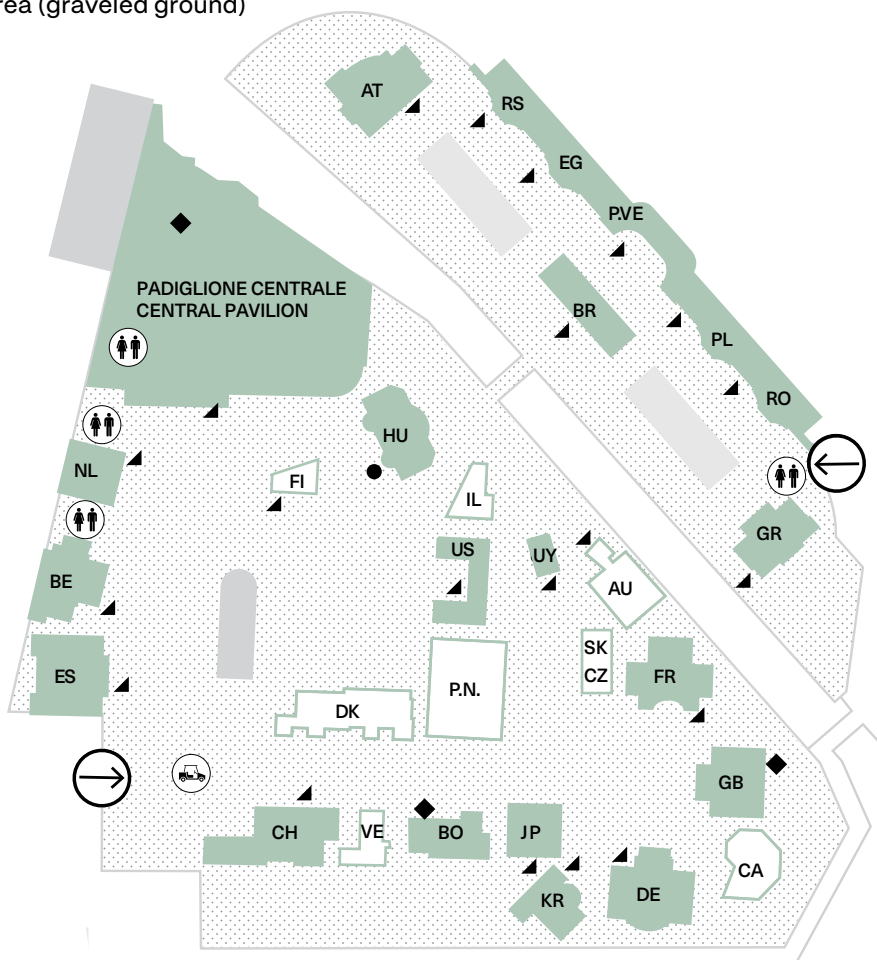 rea (graveled ground)
AT
RS
EG
P.VE
PADIGLIONE CENTRALE
CENTRAL PAVILION
BR
PL
RO
HU
NL
FI
IL
GR
US
UY
BE
AU
SK
CZ
ES
FR
P.N.
DK
GB
CH
VE
BO
JP
CA
KR
DE